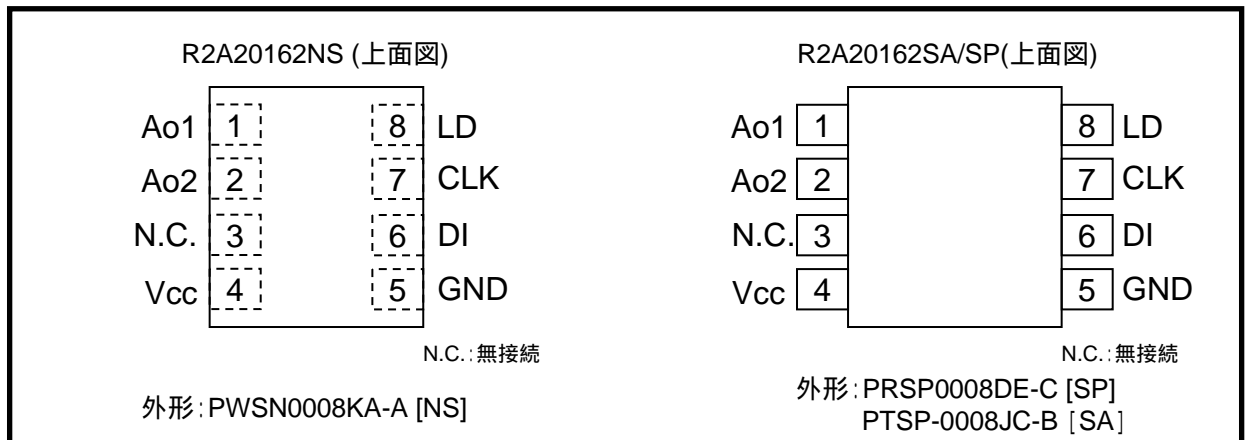 R2A20162NS (上面図)
Ao1 1 8 LD
Ao2 2 7 CLK
N.C. 3 6 DI
Vcc 4 5 GND
N.C.:無接続
外形:PWSN0008KA-A [NS]
R2A20162SA/SP(上面図)
Ao1 1 8 LD
Ao2 2 7 CLK
N.C. 3 6 DI
Vcc 4 5 GND
N.C.:無接続
外形:PRSP0008DE-C [SP]
PTSP-0008JC-B [SA]